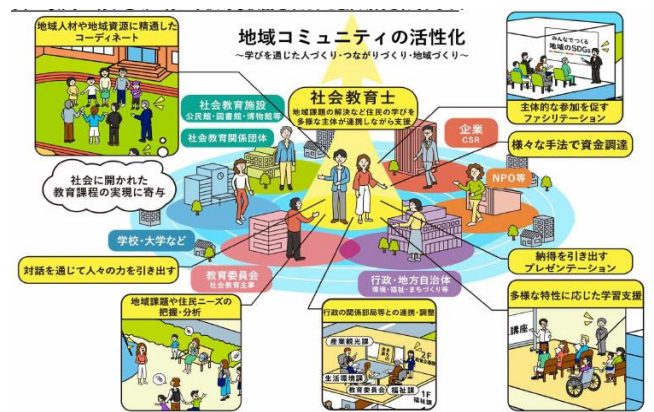 地域人材や地域資源に精通した
コーディネート
地域コミュニティの活性化
～学びを通じた人づくり・つながりづくり・地域づくり～
みんなでつくる
地域のSDGs
社会教育士
地域課題の解決など住民の学びを
多様な主体が連携しながら支援
主体的な参加を促す
ファシリテーション
社会教育施設
公民館・図書館・博物館等
社会教育関係団体
企業
CSR
様々な手法で資金調達
社会に開かれた
教育課程の実現に寄与
NPO等
学校・大学など
対話を通じて人々の力を引き出す
教育委員会
社会教育主事
行政・地方自治体
環境・福祉・まちづくり等
納得を引き出す
プレゼンテーション
地域課題や住民ニーズの
把握・分析
行政の関係部局等との連携・調整
産業観光課
2F
生活環境課
教育委員会
福祉課
1F
福祉課
多様な特性に応じた学習支援
講座